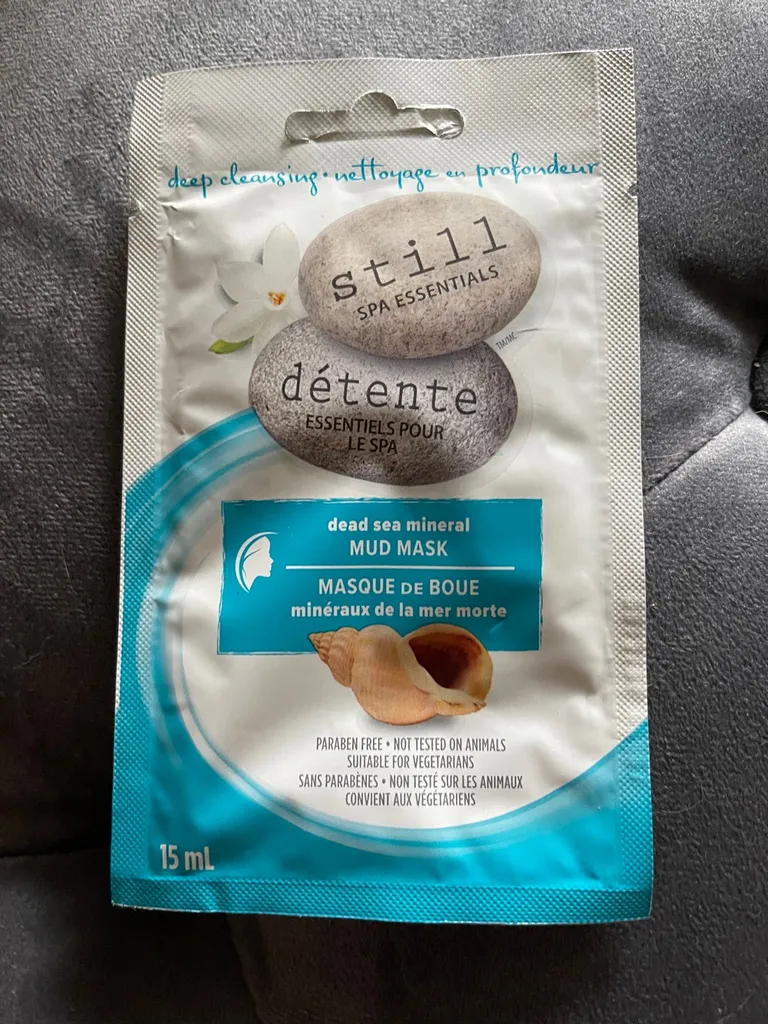 deep cleansing • nettoyage en profondeur
still
SPA ESSENTIALS
TM/MC
détente
ESSENTIELS POUR
LE SPA
dead sea mineral
MUD MASK
MASQUE DE BOUE
minéraux de la mer morte
PARABEN FREE • NOT TESTED ON ANIMALS
SUITABLE FOR VEGETARIANS
SANS PARABÈNES • NON TESTÉ SUR LES ANIMAUX
CONVIENT AUX VÉGÉTARIENS
15 mL